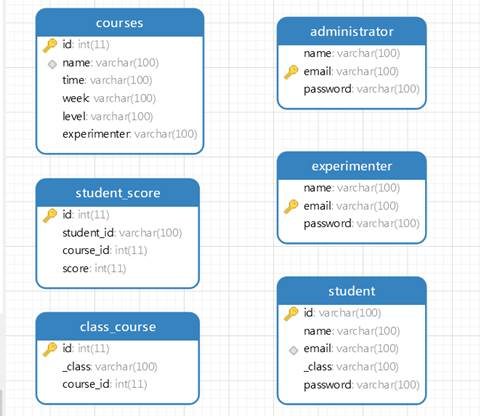 courses
id: int(11)
name: varchar(100)
time: varchar(100)
week: varchar(100)
level: varchar(100)
experimenter: varchar(100)
student_score
id: int(11)
student_id: varchar(100)
course_id: int(11)
score: int(11)
class_course
id: int(11)
_class: varchar(100)
course_id: int(11)
administrator
name: varchar(100)
email: varchar(100)
password: varchar(100)
experimenter
name: varchar(100)
email: varchar(100)
password: varchar(100)
student
id: varchar(100)
name: varchar(100)
email: varchar(100)
_class: varchar(100)
password: varchar(100)